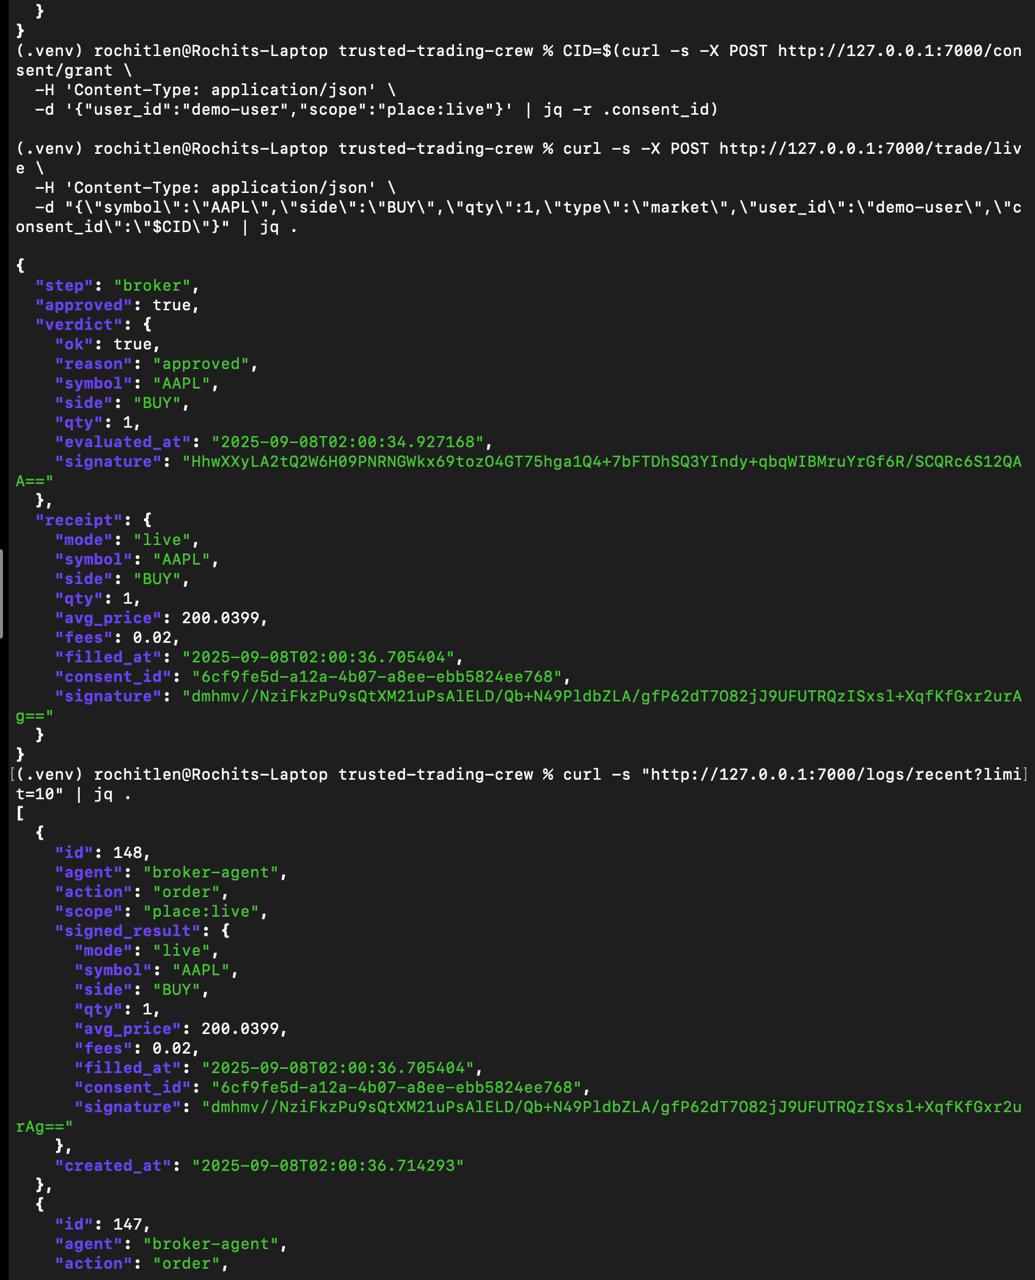 }
}
(.venv) rochitlen@Rochits-Laptop trusted-trading-crew % CID=$(curl -s -X POST http://127.0.0.1:7000/con
sent/grant \
  -H 'Content-Type: application/json' \
  -d '{"user_id":"demo-user","scope":"place:live"}' | jq -r .consent_id)
(.venv) rochitlen@Rochits-Laptop trusted-trading-crew % curl -s -X POST http://127.0.0.1:7000/trade/liv
e \
  -H 'Content-Type: application/json' \
  -d "{\"symbol\":\"AAPL\",\"side\":\"BUY\",\"qty\":1,\"type\":\"market\",\"user_id\":\"demo-user\",\"c
onsent_id\":\"$CID\"}" | jq .
{
  "step": "broker",
  "approved": true,
  "verdict": {
    "ok": true,
    "reason": "approved",
    "symbol": "AAPL",
    "side": "BUY",
    "qty": 1,
    "evaluated_at": "2025-09-08T02:00:34.927168",
    "signature": "HhwXXyLA2tQ2W6H09PNRNGWkx69tozO4GT75hga1Q4+7bFTDhSQ3YIndy+qbqWIBMruYrGf6R/SCQRc6S12QA
A=="
  },
  "receipt": {
    "mode": "live",
    "symbol": "AAPL",
    "side": "BUY",
    "qty": 1,
    "avg_price": 200.0399,
    "fees": 0.02,
    "filled_at": "2025-09-08T02:00:36.705404",
    "consent_id": "6cf9fe5d-a12a-4b07-a8ee-ebb5824ee768",
    "signature": "dmhmv//NziFkzPu9sQtXM21uPsAlELD/Qb+N49PldbZLA/gfP62dT7O82jJ9UFUTRQzISxsl+XqfKfGxr2urA
g=="
  }
}
[(.venv) rochitlen@Rochits-Laptop trusted-trading-crew % curl -s "http://127.0.0.1:7000/logs/recent?limi]
t=10" | jq .
[
  {
    "id": 148,
    "agent": "broker-agent",
    "action": "order",
    "scope": "place:live",
    "signed_result": {
      "mode": "live",
      "symbol": "AAPL",
      "side": "BUY",
      "qty": 1,
      "avg_price": 200.0399,
      "fees": 0.02,
      "filled_at": "2025-09-08T02:00:36.705404",
      "consent_id": "6cf9fe5d-a12a-4b07-a8ee-ebb5824ee768",
      "signature": "dmhmv//NziFkzPu9sQtXM21uPsAlELD/Qb+N49PldbZLA/gfP62dT7O82jJ9UFUTRQzISxsl+XqfKfGxr2u
rAg=="
    },
    "created_at": "2025-09-08T02:00:36.714293"
  },
  {
    "id": 147,
    "agent": "broker-agent",
    "action": "order",